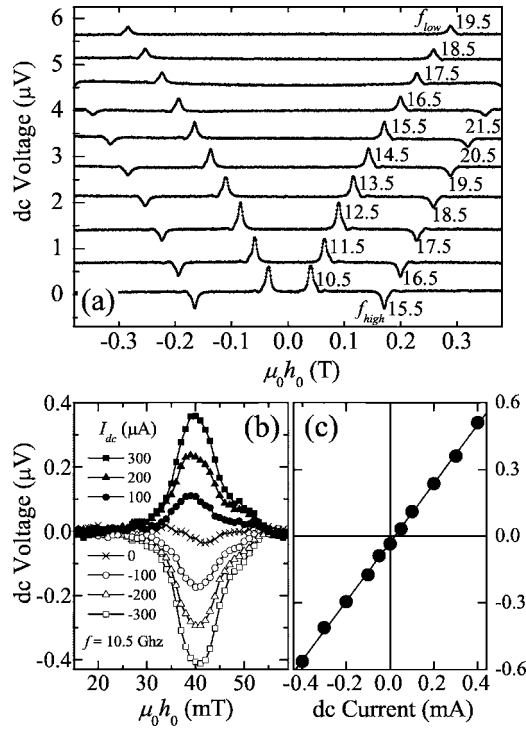 6
5
4
3
2
1
0
dc Voltage (μV)
f_low 19.5
18.5
17.5
16.5
15.5
21.5
14.5
20.5
13.5
19.5
12.5
18.5
11.5
17.5
10.5
16.5
f_high 15.5
(a)
-0.3 -0.2 -0.1 0.0 0.1 0.2 0.3
μ₀h₀ (T)
(b)
I_dc (μA)
300
200
100
0
-100
-200
-300
f = 10.5 Ghz
0.4
0.2
0.0
-0.2
-0.4
dc Voltage (μV)
20 30 40 50
μ₀h₀ (mT)
(c)
0.6
0.3
0.0
-0.3
-0.6
-0.4 -0.2 0.0 0.2 0.4
dc Current (mA)